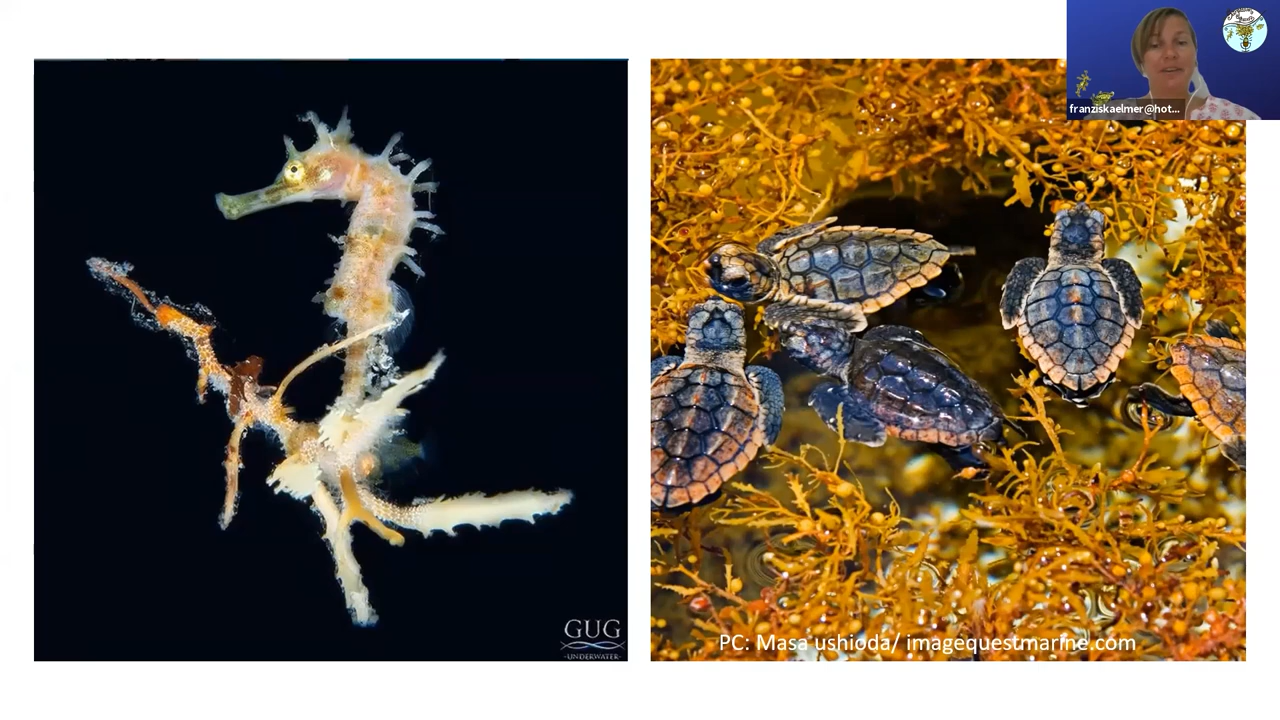 franziskaelmer@hot...
GUG
-UNDERWATER-
PC: Masa ushioda/ imagequestmarine.com